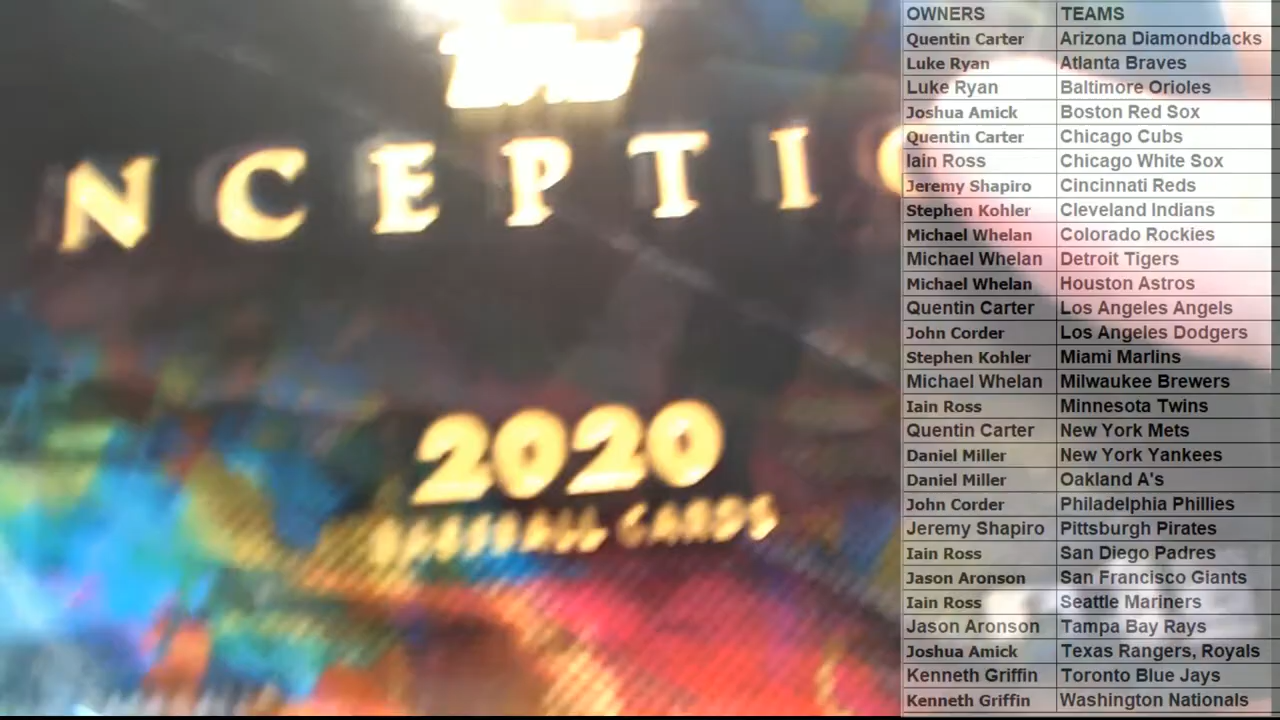 NCEPTIO
2020
BASEBALL CARDS
OWNERS TEAMS
Quentin Carter Arizona Diamondbacks
Luke Ryan Atlanta Braves
Luke Ryan Baltimore Orioles
Joshua Amick Boston Red Sox
Quentin Carter Chicago Cubs
Iain Ross Chicago White Sox
Jeremy Shapiro Cincinnati Reds
Stephen Kohler Cleveland Indians
Michael Whelan Colorado Rockies
Michael Whelan Detroit Tigers
Michael Whelan Houston Astros
Quentin Carter Los Angeles Angels
John Corder Los Angeles Dodgers
Stephen Kohler Miami Marlins
Michael Whelan Milwaukee Brewers
Iain Ross Minnesota Twins
Quentin Carter New York Mets
Daniel Miller New York Yankees
Daniel Miller Oakland A's
John Corder Philadelphia Phillies
Jeremy Shapiro Pittsburgh Pirates
Iain Ross San Diego Padres
Jason Aronson San Francisco Giants
Iain Ross Seattle Mariners
Jason Aronson Tampa Bay Rays
Joshua Amick Texas Rangers, Royals
Kenneth Griffin Toronto Blue Jays
Kenneth Griffin Washington Nationals